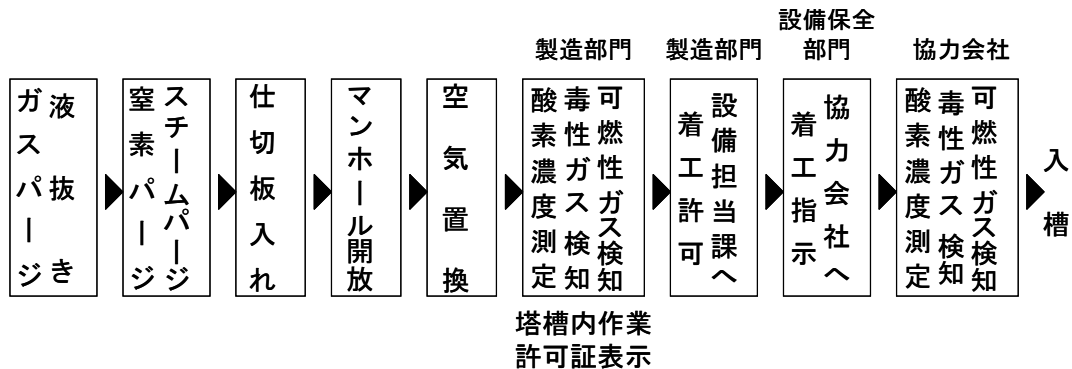 製造部門
製造部門
設備保全
部門
協力会社
液抜き
ガスパージ
スチームパージ
窒素パージ
仕切板入れ
マンホール開放
空気置換
可燃性ガス検知
毒性ガス検知
酸素濃度測定
設備担当課へ
着工許可
協力会社へ
着工指示
可燃性ガス検知
毒性ガス検知
酸素濃度測定
入槽
塔槽内作業
許可証表示